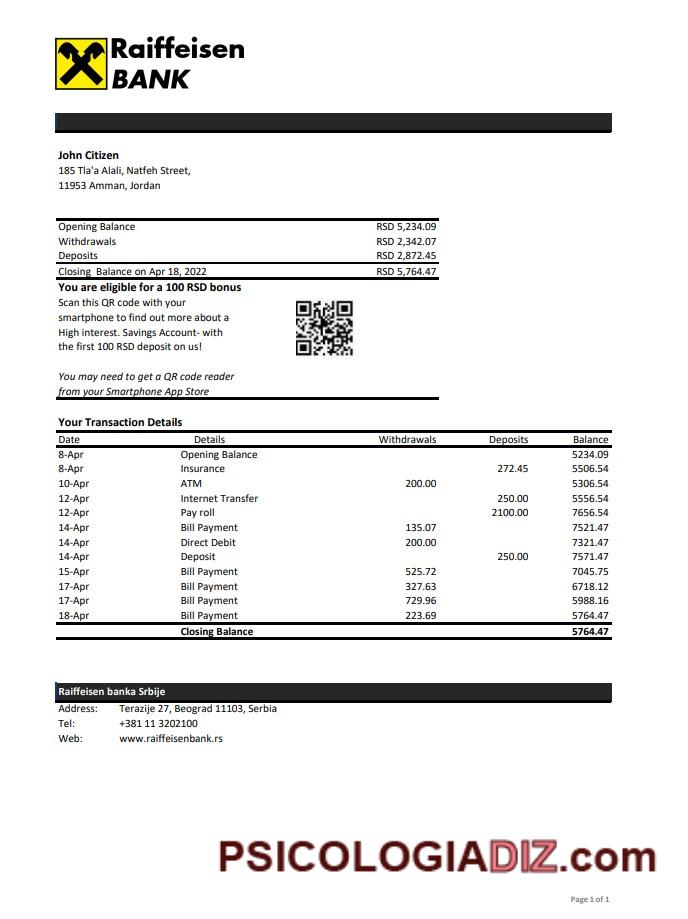 Raiffeisen
BANK
John Citizen
185 Tla'a Alali, Natfeh Street,
11953 Amman, Jordan
Opening Balance RSD 5,234.09
Withdrawals RSD 2,342.07
Deposits RSD 2,872.45
Closing Balance on Apr 18, 2022 RSD 5,764.47
You are eligible for a 100 RSD bonus
Scan this QR code with your
smartphone to find out more about a
High interest. Savings Account- with
the first 100 RSD deposit on us!
You may need to get a QR code reader
from your Smartphone App Store
Your Transaction Details
Date Details Withdrawals Deposits Balance
8-Apr Opening Balance 5234.09
8-Apr Insurance 272.45 5506.54
10-Apr ATM 200.00 5306.54
12-Apr Internet Transfer 250.00 5556.54
12-Apr Pay roll 2100.00 7656.54
14-Apr Bill Payment 135.07 7521.47
14-Apr Direct Debit 200.00 7321.47
14-Apr Deposit 250.00 7571.47
15-Apr Bill Payment 525.72 7045.75
17-Apr Bill Payment 327.63 6718.12
17-Apr Bill Payment 729.96 5988.16
18-Apr Bill Payment 223.69 5764.47
Closing Balance 5764.47
Raiffeisen banka Srbije
Address: Terazije 27, Beograd 11103, Serbia
Tel: +381 11 3202100
Web: www.raiffeisenbank.rs
PSICOLOGIADIZ.com
Page 1 of 1